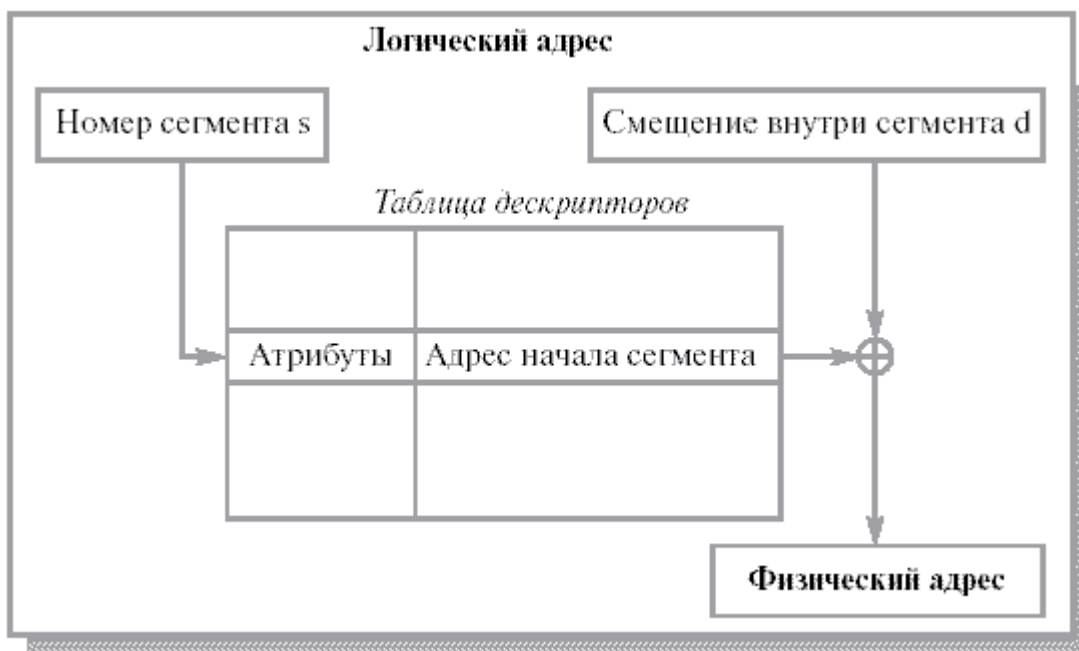 Логический адрес
Номер сегмента s
Смещение внутри сегмента d
Таблица дескрипторов
Атрибуты
Адрес начала сегмента
Физический адрес